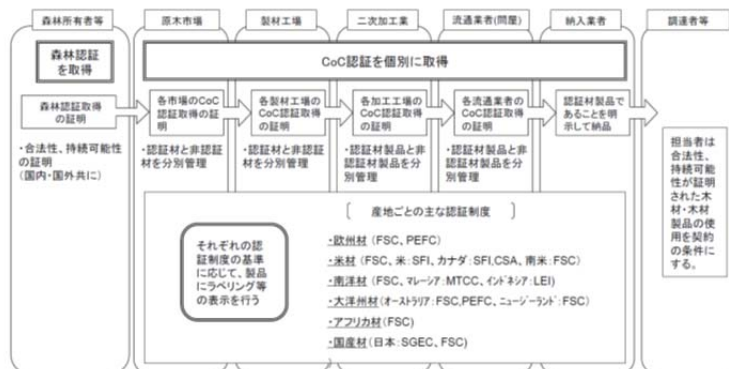 森林所有者等
原木市場
製材工場
二次加工業
流通業者(問屋)
納入業者
調達者等
森林認証
を取得
CoC認証を個別に取得
森林認証取得
の証明
各市場のCoC
認証取得の証
明
各製材工場の
CoC認証取得
の証明
各加工工場の
CoC認証取得
の証明
各流通業者の
CoC認証取得
の証明
認証材製品で
あることを明
示して納品
・合法性、持続可能性
の証明
(国内・国外共に)
・認証材と非認証
材を分別管理
・認証材と非認証
材を分別管理
・認証材製品と非
認証材製品を分
別管理
・認証材製品と非
認証材製品を分
別管理
担当者は
合法性、
持続可能
性が証明
された木
材・木材
製品の使
用を契約
の条件に
する。
それぞれの認
証制度の基準
に応じて、製品
にラベリング等
の表示を行う
〔 産地ごとの主な認証制度 〕
・欧州材(FSC、PEFC)
・米材(FSC、米:SFI、カナダ:SFI,CSA、南米:FSC)
・南洋材(FSC、マレーシア:MTCC、インドネシア:LEI)
・大洋州材(オーストラリア:FSC,PEFC、ニュージーランド:FSC)
・アフリカ材(FSC)
・国産材(日本:SGEC、FSC)